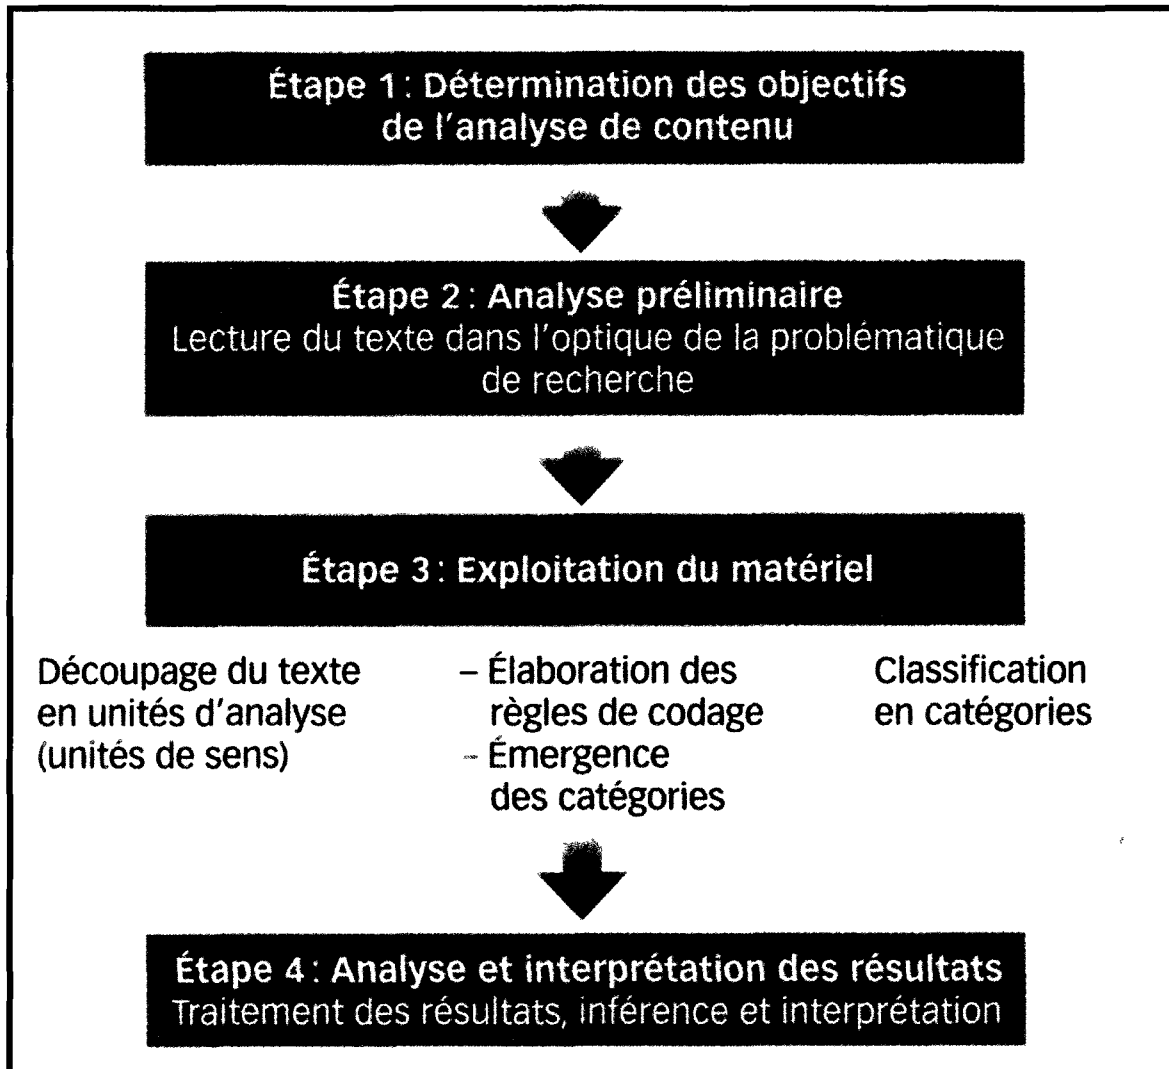 Étape 1 : Détermination des objectifs
de l'analyse de contenu
Étape 2 : Analyse préliminaire
Lecture du texte dans l'optique de la problématique
de recherche
Étape 3 : Exploitation du matériel
Découpage du texte
en unités d'analyse
(unités de sens)
– Élaboration des
règles de codage
– Émergence
des catégories
Classification
en catégories
Étape 4 : Analyse et interprétation des résultats
Traitement des résultats, inférence et interprétation